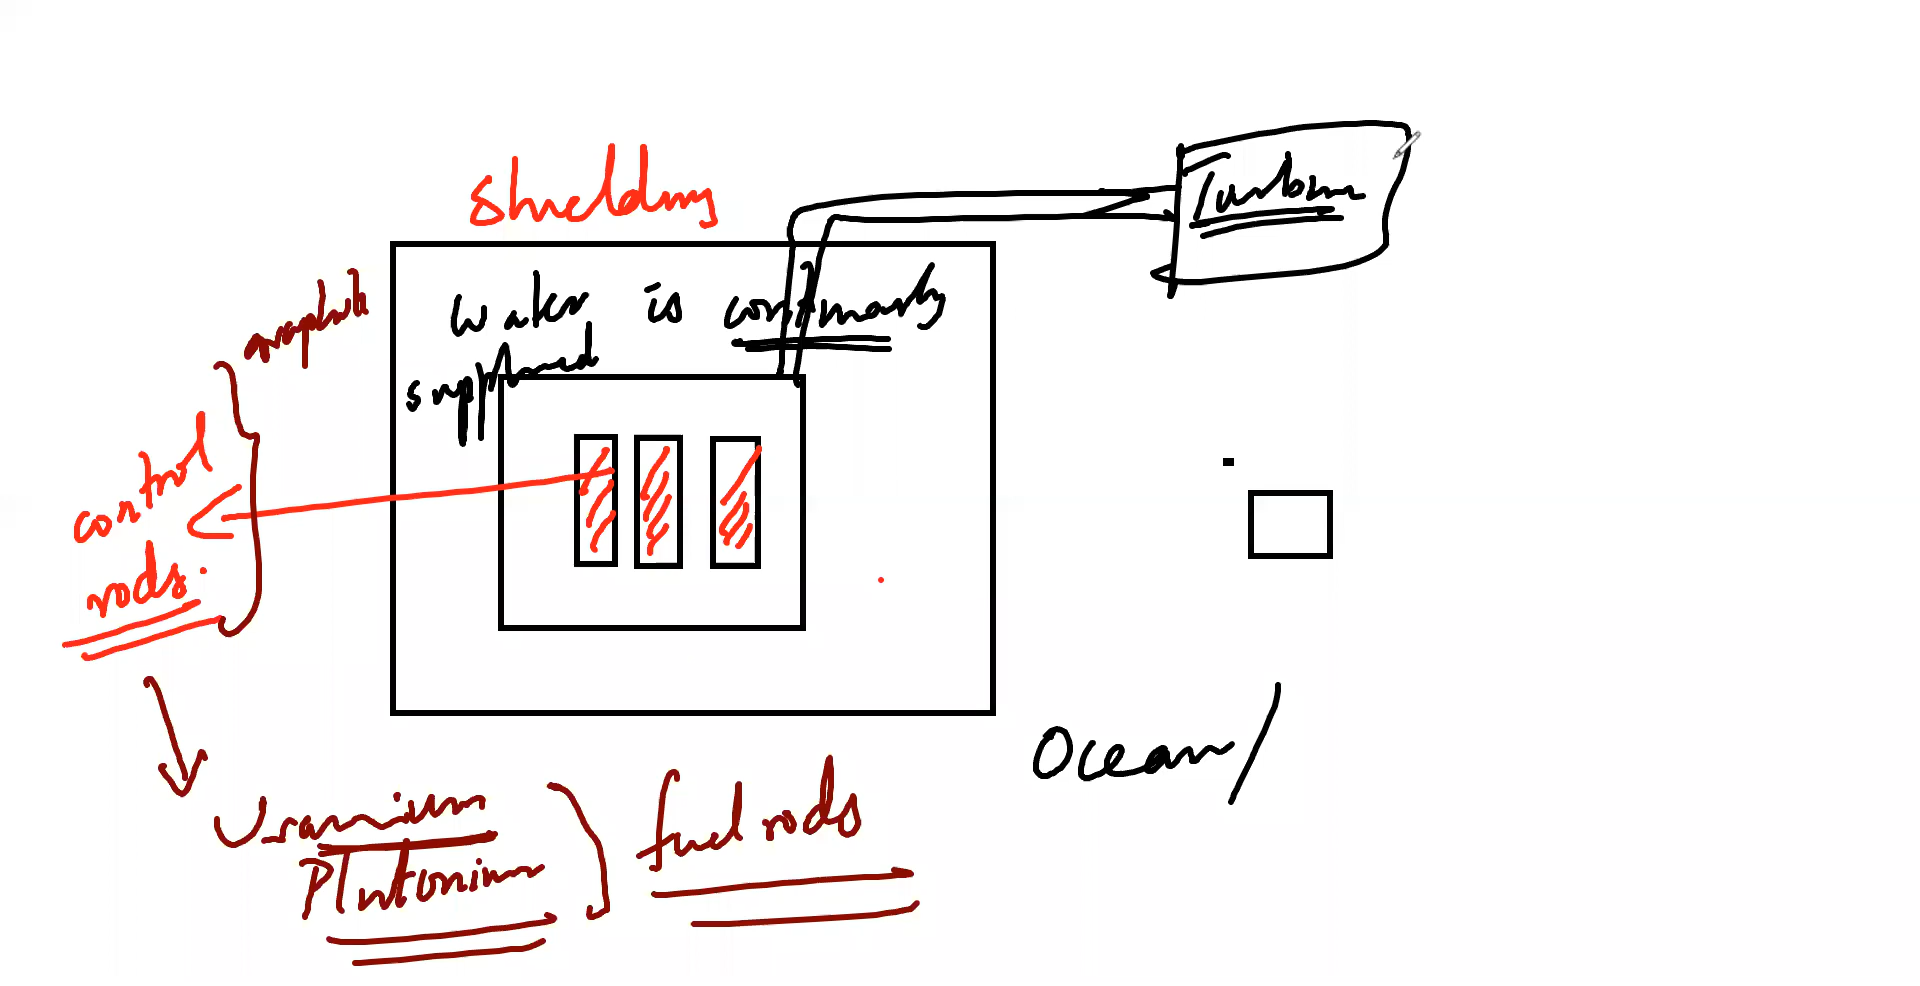 shielding
Turbine
water is continuously
supplied
graphite
control
rods.
Uranium
Plutonium
fuel rods
Ocean/